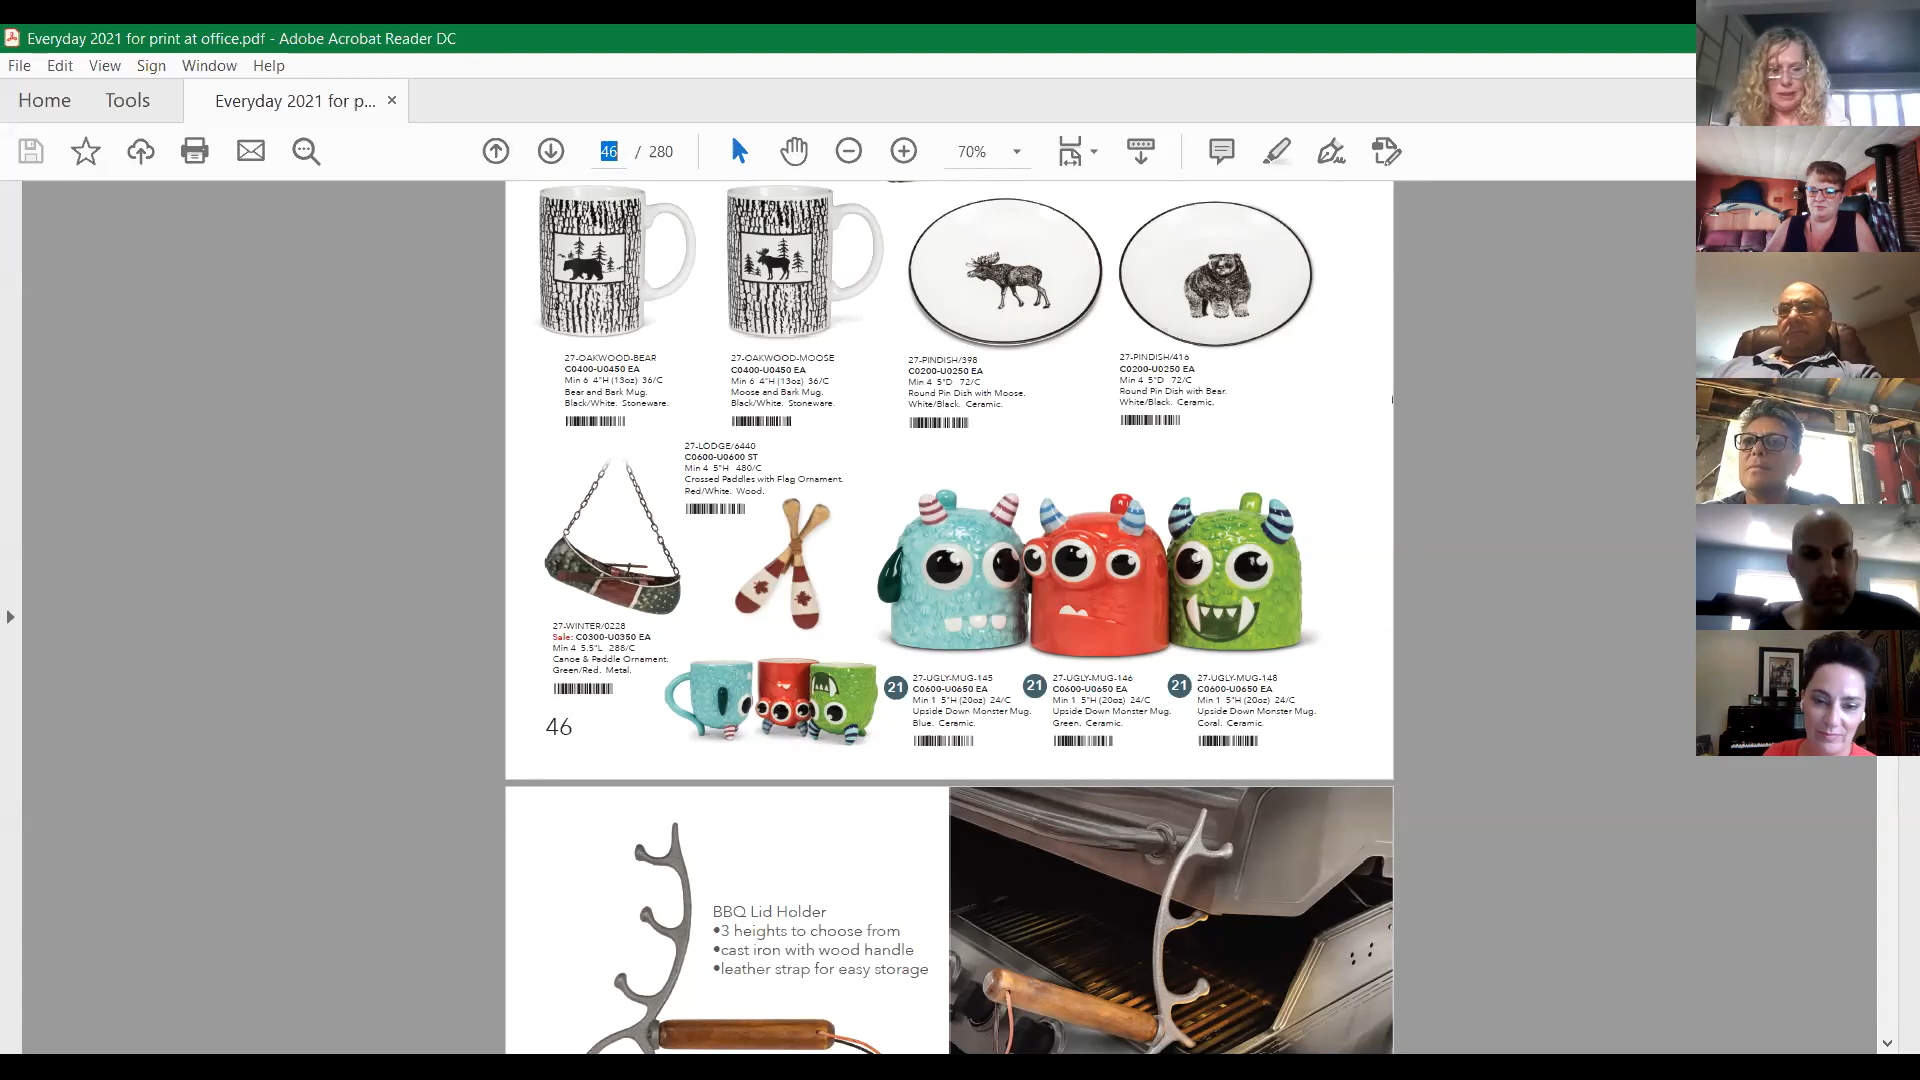 Everyday 2021 for print at office.pdf - Adobe Acrobat Reader DC
File Edit View Sign Window Help
Home Tools Everyday 2021 for p... ×
46 / 280 70%
27-OAKWOOD-BEAR
C0400-U0450 EA
Min 6 4"H (13oz) 36/C
Bear and Bark Mug.
Black/White. Stoneware.
27-OAKWOOD-MOOSE
C0400-U0450 EA
Min 6 4"H (13oz) 36/C
Moose and Bark Mug.
Black/White. Stoneware.
27-PINDISH/398
C0200-U0250 EA
Min 4 5"D 72/C
Round Pin Dish with Moose.
White/Black. Ceramic.
27-PINDISH/416
C0200-U0250 EA
Min 4 5"D 72/C
Round Pin Dish with Bear.
White/Black. Ceramic.
27-LODGE/6440
C0600-U0600 ST
Min 4 5"H 480/C
Crossed Paddles with Flag Ornament.
Red/White. Wood.
27-WINTER/0228
Sale: C0300-U0350 EA
Min 4 5.5"L 288/C
Canoe & Paddle Ornament.
Green/Red. Metal.
21
27-UGLY-MUG-145
C0600-U0650 EA
Min 1 5"H (20oz) 24/C
Upside Down Monster Mug.
Blue. Ceramic.
21
27-UGLY-MUG-146
C0600-U0650 EA
Min 1 5"H (20oz) 24/C
Upside Down Monster Mug.
Green. Ceramic.
21
27-UGLY-MUG-148
C0600-U0650 EA
Min 1 5"H (20oz) 24/C
Upside Down Monster Mug.
Coral. Ceramic.
46
BBQ Lid Holder
•3 heights to choose from
•cast iron with wood handle
•leather strap for easy storage